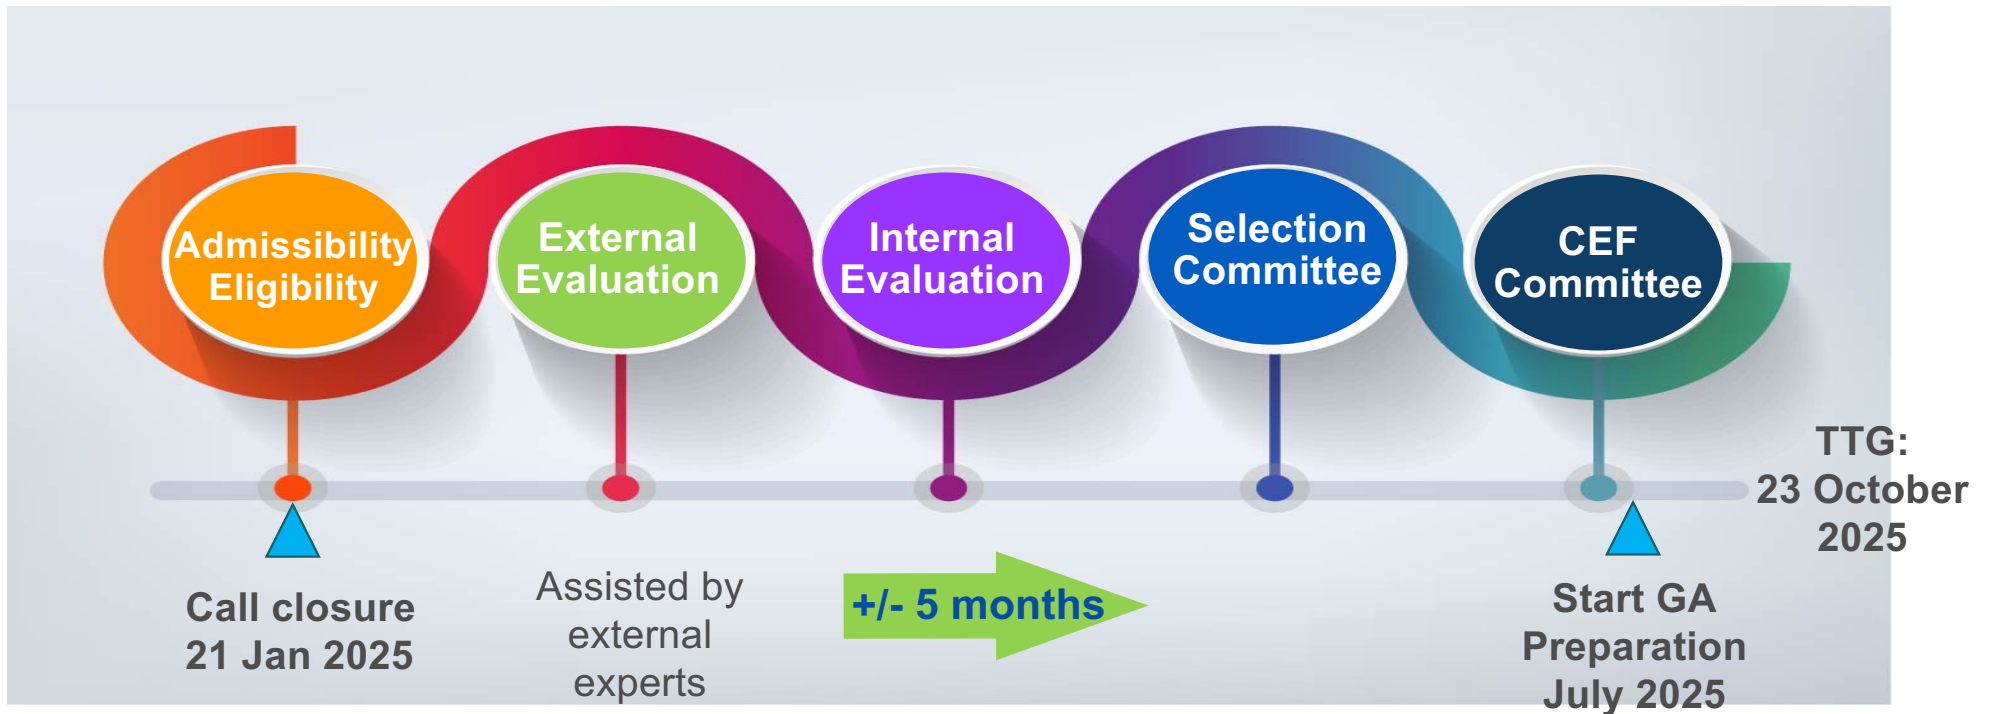 Admissibility
Eligibility
External
Evaluation
Internal
Evaluation
Selection
Committee
CEF
Committee
TTG:
23 October
2025
Call closure
21 Jan 2025
Assisted by
external
experts
+/- 5 months
Start GA
Preparation
July 2025